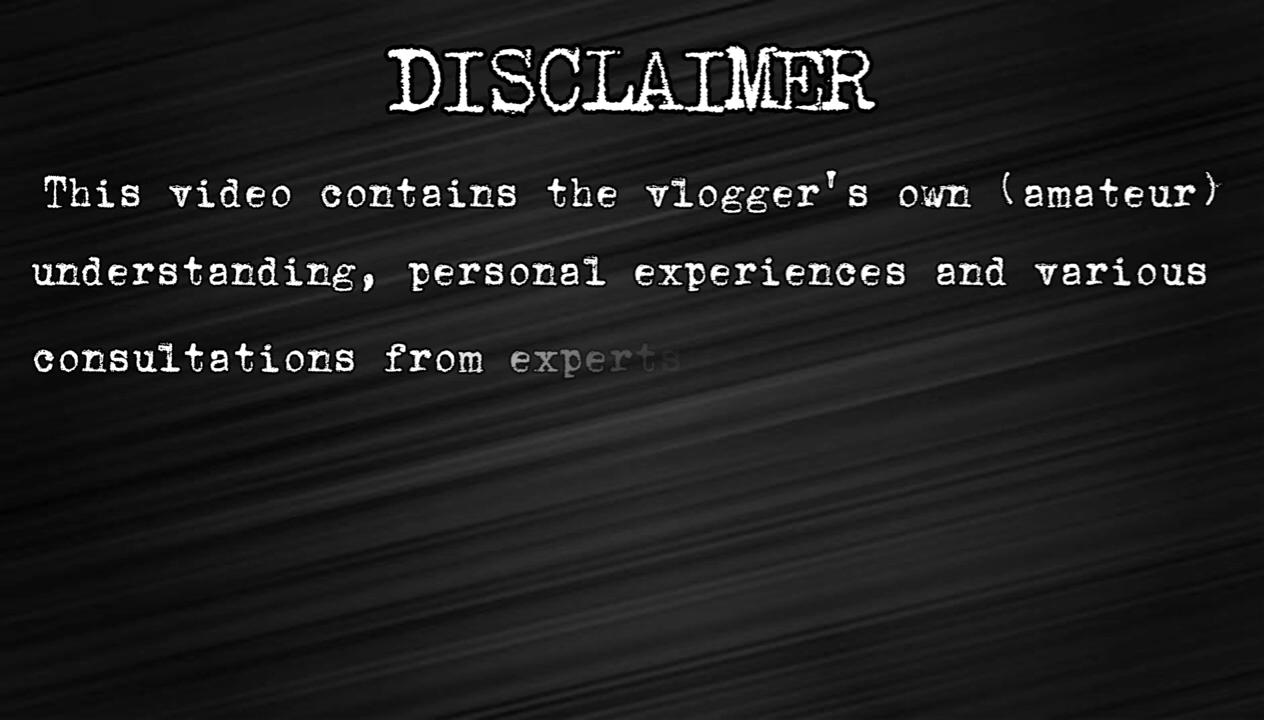 DISCLAIMER
This video contains the vlogger's own (amateur)
understanding, personal experiences and various
consultations from experts